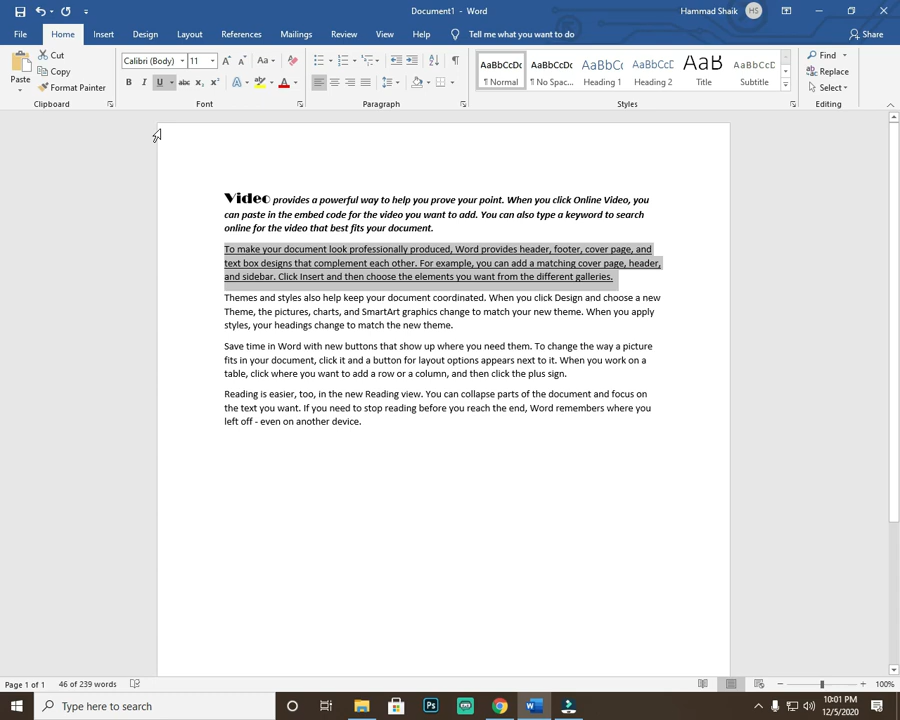 Document1 - Word
Hammad Shaik
HS
File
Home
Insert
Design
Layout
References
Mailings
Review
View
Help
Tell me what you want to do
Share
Paste
Cut
Copy
Format Painter
Clipboard
Calibri (Body)
11
Font
Paragraph
AaBbCcDc
¶ Normal
AaBbCcDc
¶ No Spac...
AaBbCc
Heading 1
AaBbCcD
Heading 2
AaB
Title
AaBbCcD
Subtitle
Styles
Find
Replace
Select
Editing
Video provides a powerful way to help you prove your point. When you click Online Video, you
can paste in the embed code for the video you want to add. You can also type a keyword to search
online for the video that best fits your document.
To make your document look professionally produced, Word provides header, footer, cover page, and
text box designs that complement each other. For example, you can add a matching cover page, header,
and sidebar. Click Insert and then choose the elements you want from the different galleries.
Themes and styles also help keep your document coordinated. When you click Design and choose a new
Theme, the pictures, charts, and SmartArt graphics change to match your new theme. When you apply
styles, your headings change to match the new theme.
Save time in Word with new buttons that show up where you need them. To change the way a picture
fits in your document, click it and a button for layout options appears next to it. When you work on a
table, click where you want to add a row or a column, and then click the plus sign.
Reading is easier, too, in the new Reading view. You can collapse parts of the document and focus on
the text you want. If you need to stop reading before you reach the end, Word remembers where you
left off - even on another device.
Page 1 of 1
46 of 239 words
100%
Type here to search
10:01 PM
12/5/2020